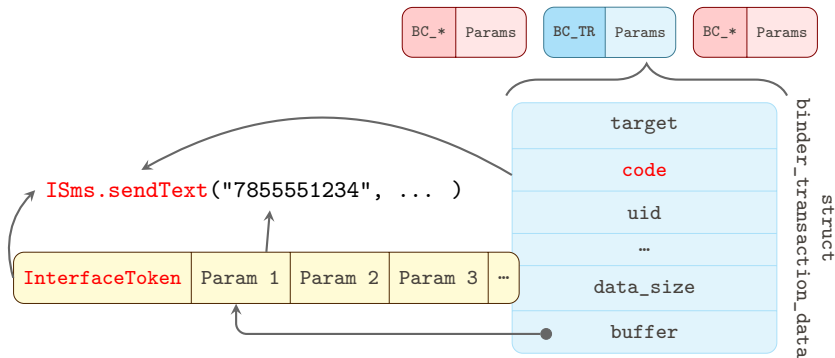 BC_* Params BC_TR Params BC_* Params
target
code
uid
…
data_size
buffer
struct
binder_transaction_data
ISms.sendText("7855551234", ... )
InterfaceToken Param 1 Param 2 Param 3 …